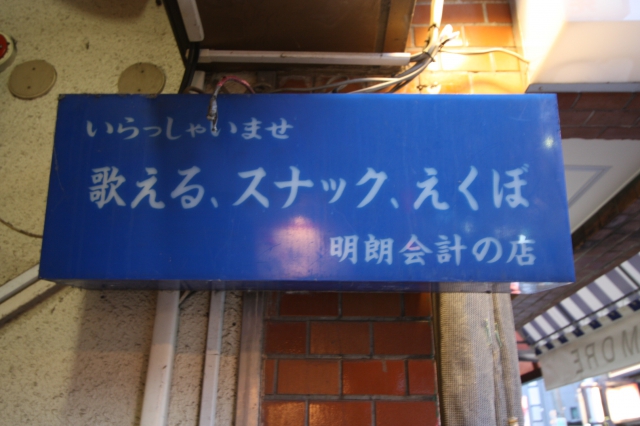 いらっしゃいませ
歌える、スナック、えくぼ
明朗会計の店